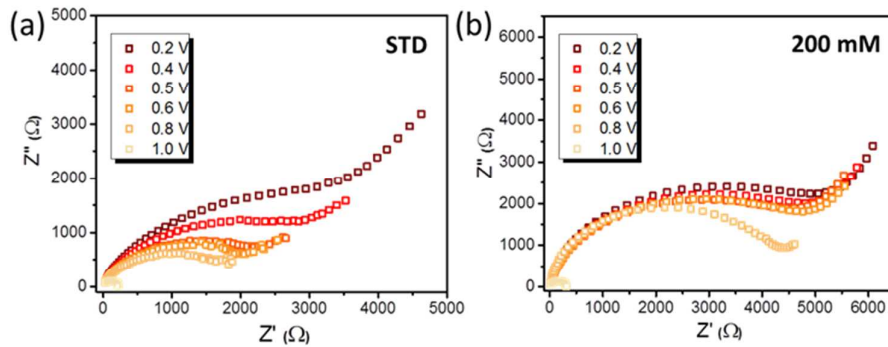 (a)
STD
0.2 V
0.4 V
0.5 V
0.6 V
0.8 V
1.0 V
5000
4000
3000
2000
1000
0
Z'' (Ω)
0 1000 2000 3000 4000 5000
Z' (Ω)
(b)
200 mM
0.2 V
0.4 V
0.5 V
0.6 V
0.8 V
1.0 V
6000
5000
4000
3000
2000
1000
0
Z'' (Ω)
0 1000 2000 3000 4000 5000 6000
Z' (Ω)